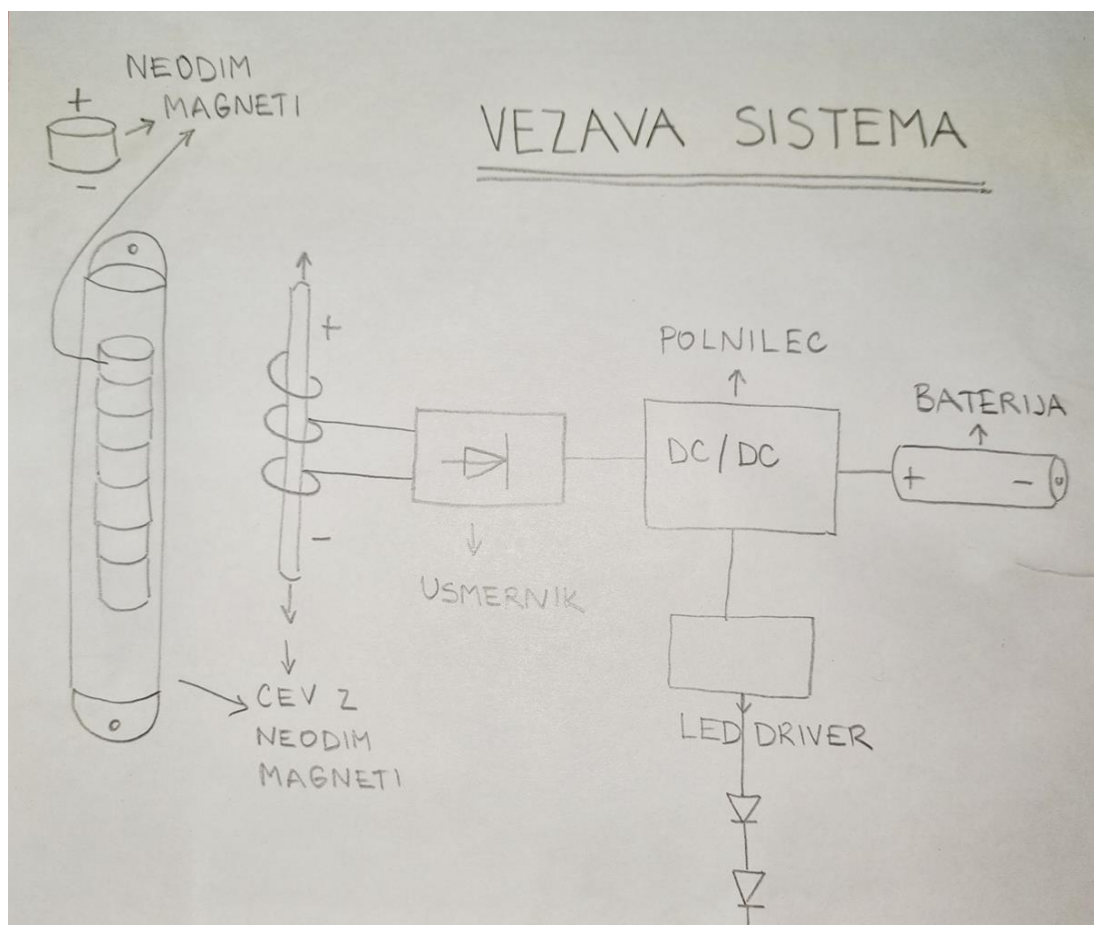 NEODIM
MAGNETI
+
-
VEZAVA SISTEMA
+
-
CEV Z
NEODIM
MAGNETI
USMERNIK
POLNILEC
DC/DC
BATERIJA
+ -
LED DRIVER